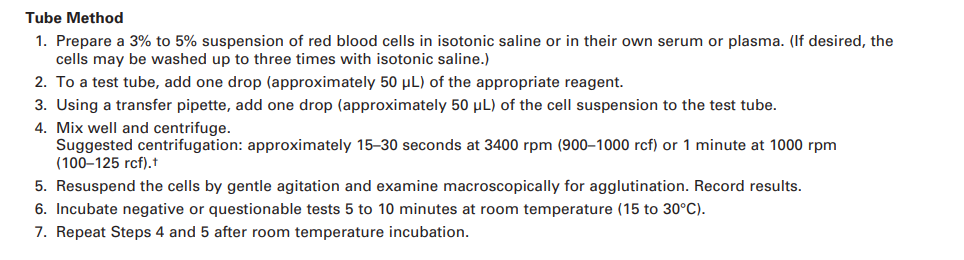 Tube Method
1. Prepare a 3% to 5% suspension of red blood cells in isotonic saline or in their own serum or plasma. (If desired, the
cells may be washed up to three times with isotonic saline.)
2. To a test tube, add one drop (approximately 50 µL) of the appropriate reagent.
3. Using a transfer pipette, add one drop (approximately 50 µL) of the cell suspension to the test tube.
4. Mix well and centrifuge.
Suggested centrifugation: approximately 15–30 seconds at 3400 rpm (900–1000 rcf) or 1 minute at 1000 rpm
(100–125 rcf).†
5. Resuspend the cells by gentle agitation and examine macroscopically for agglutination. Record results.
6. Incubate negative or questionable tests 5 to 10 minutes at room temperature (15 to 30°C).
7. Repeat Steps 4 and 5 after room temperature incubation.